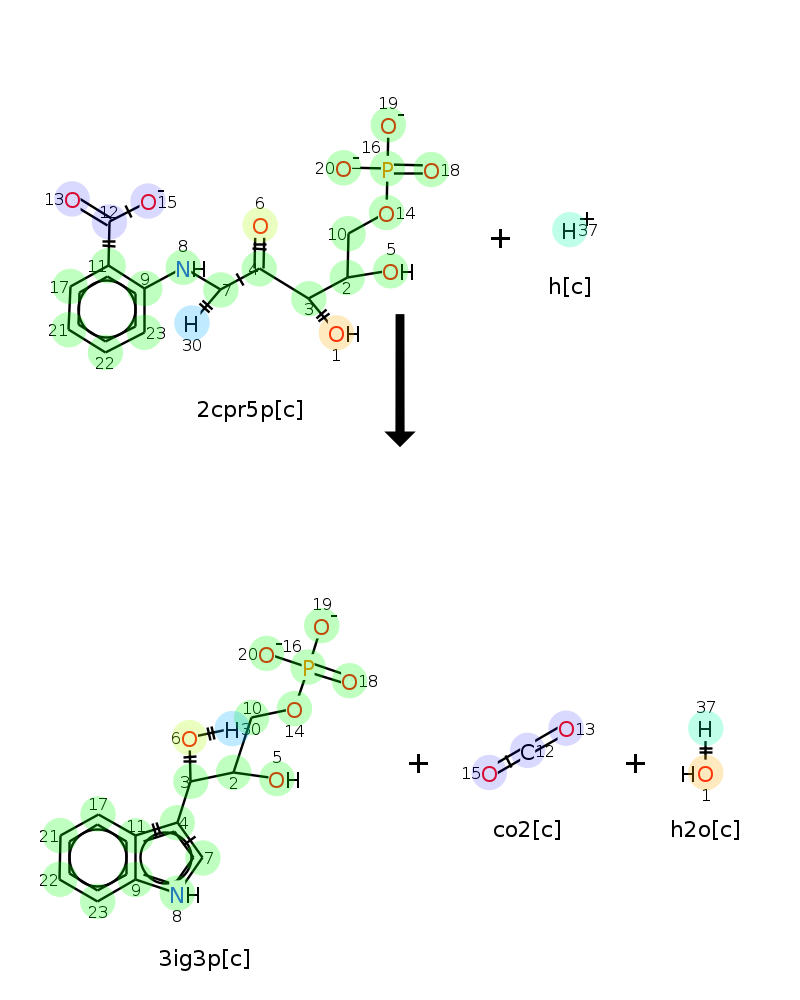 19
O-
16
20 O- P O 18
13 O 12 O- 15
6
O
O 14
10
8
NH
5
OH
11 9 7 4 2
+ H+ 37
17
3
H
30
OH
1
21 23
22
h[c]
2cpr5p[c]
19
O-
16
20 O- P O 18
10
O
14
6 O H 30
5
OH
3 2
37
H
O 13
C 12
15 O
HO
1
+ +
17
11 4
21
7
22 9
NH
8
23
co2[c]
h2o[c]
3ig3p[c]